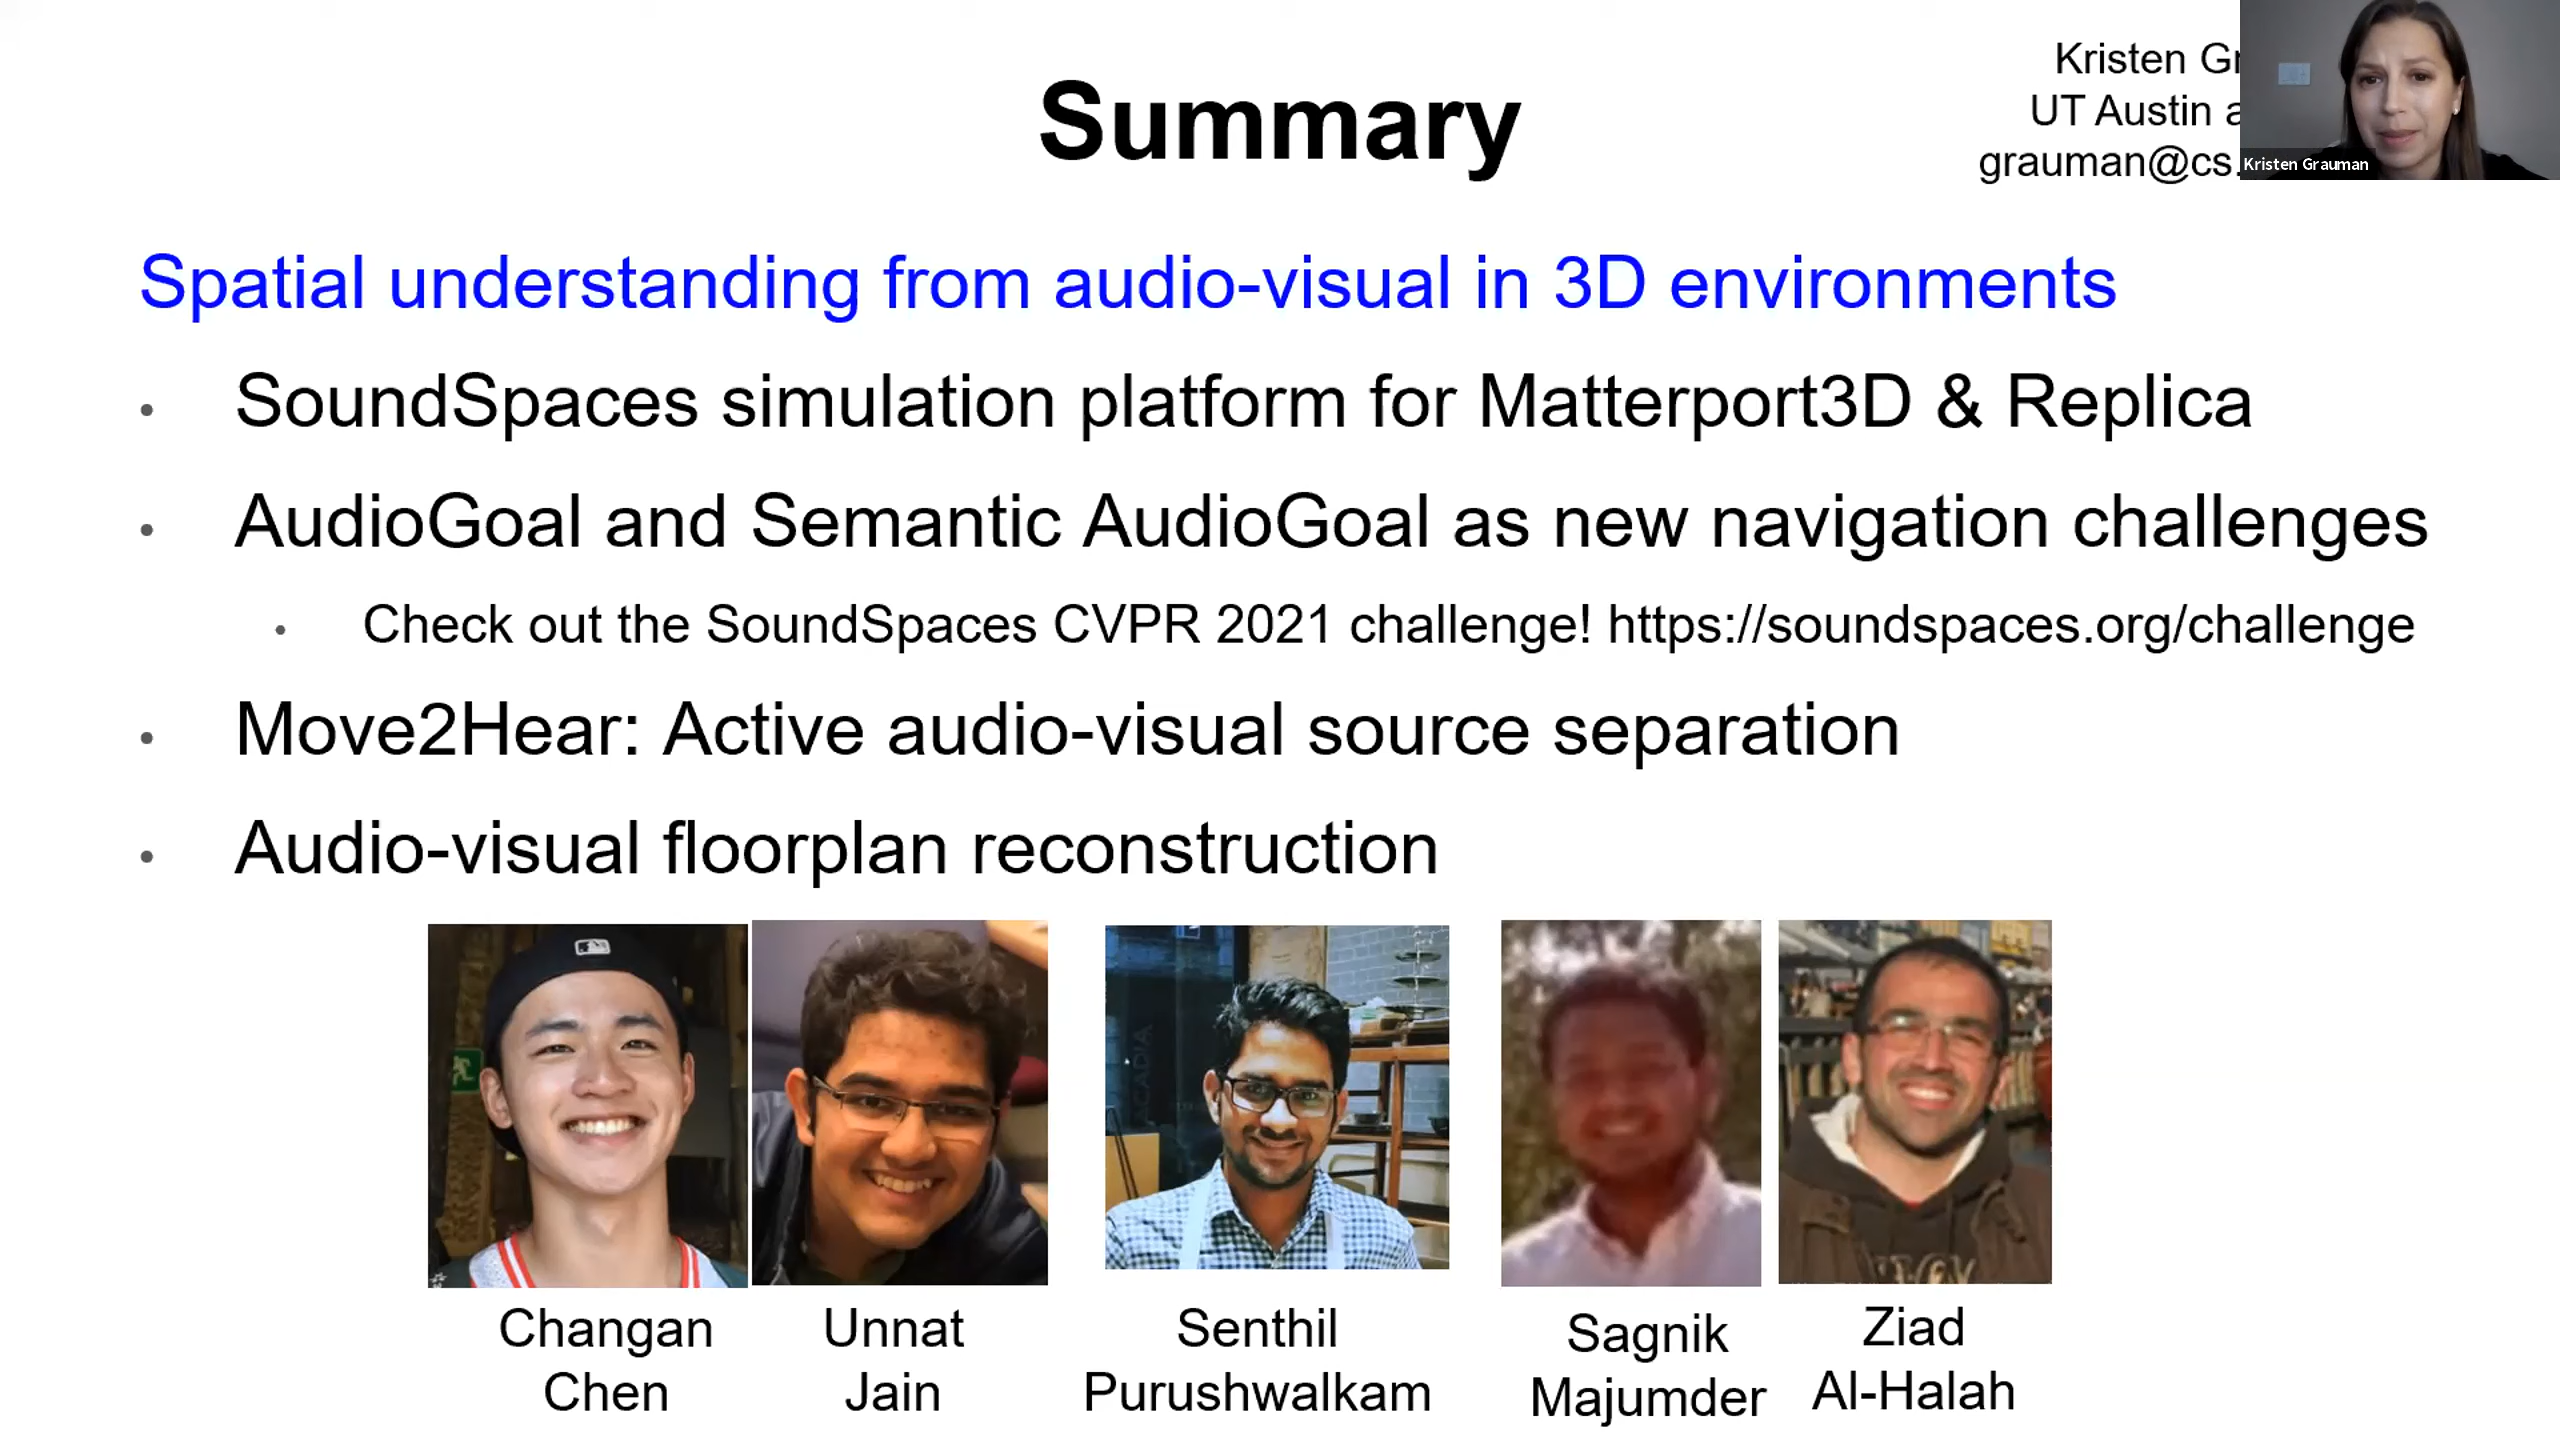 Summary
Kristen
UT Austin
grauman@cs.
Kristen Grauman
Spatial understanding from audio-visual in 3D environments
• SoundSpaces simulation platform for Matterport3D & Replica
• AudioGoal and Semantic AudioGoal as new navigation challenges
• Check out the SoundSpaces CVPR 2021 challenge! https://soundspaces.org/challenge
• Move2Hear: Active audio-visual source separation
• Audio-visual floorplan reconstruction
Changan
Chen
Unnat
Jain
Senthil
Purushwalkam
Sagnik
Majumder
Ziad
Al-Halah